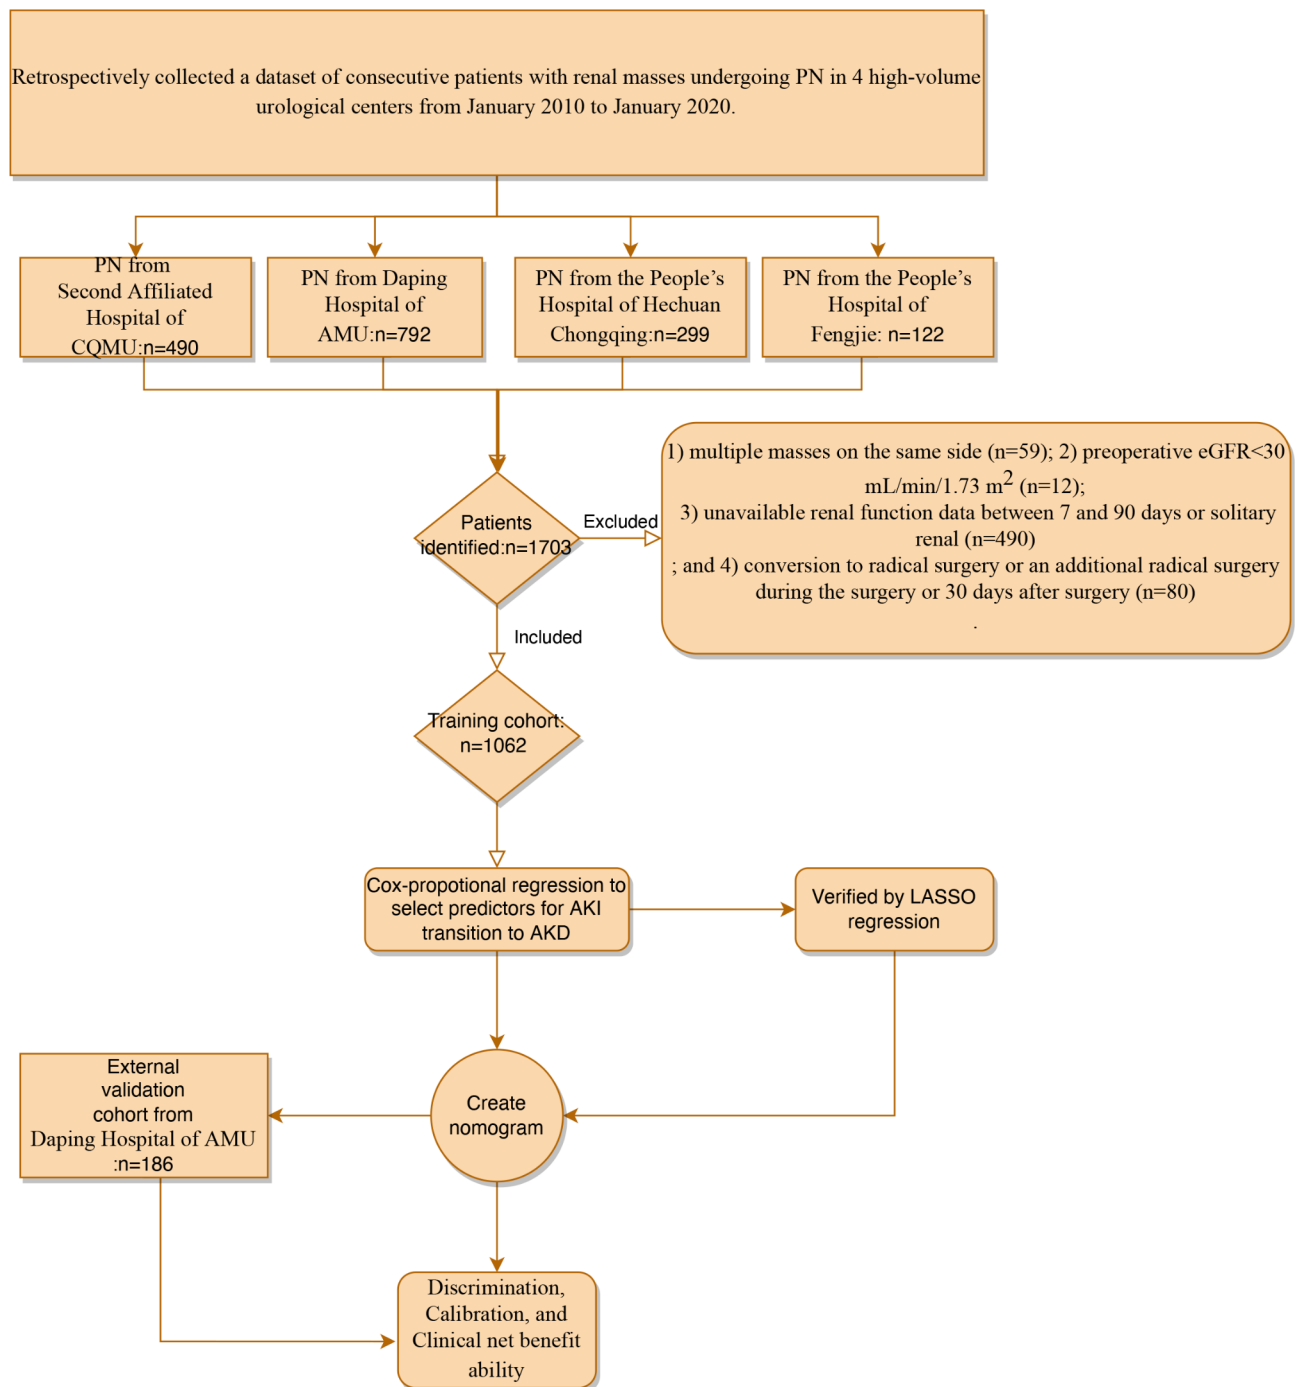 Retrospectively collected a dataset of consecutive patients with renal masses undergoing PN in 4 high-volume
urological centers from January 2010 to January 2020.
PN from
Second Affiliated
Hospital of
CQMU:n=490
PN from Daping
Hospital of
AMU:n=792
PN from the People’s
Hospital of Hechuan
Chongqing:n=299
PN from the People’s
Hospital of
Fengjie: n=122
1) multiple masses on the same side (n=59); 2) preoperative eGFR<30
mL/min/1.73 m² (n=12);
3) unavailable renal function data between 7 and 90 days or solitary
renal (n=490)
; and 4) conversion to radical surgery or an additional radical surgery
during the surgery or 30 days after surgery (n=80)
.
Patients
identified:n=1703
Excluded
Included
Training cohort:
n=1062
Cox-propotional regression to
select predictors for AKI
transition to AKD
Verified by LASSO
regression
External
validation
cohort from
Daping Hospital of AMU
:n=186
Create
nomogram
Discrimination,
Calibration, and
Clinical net benefit
ability